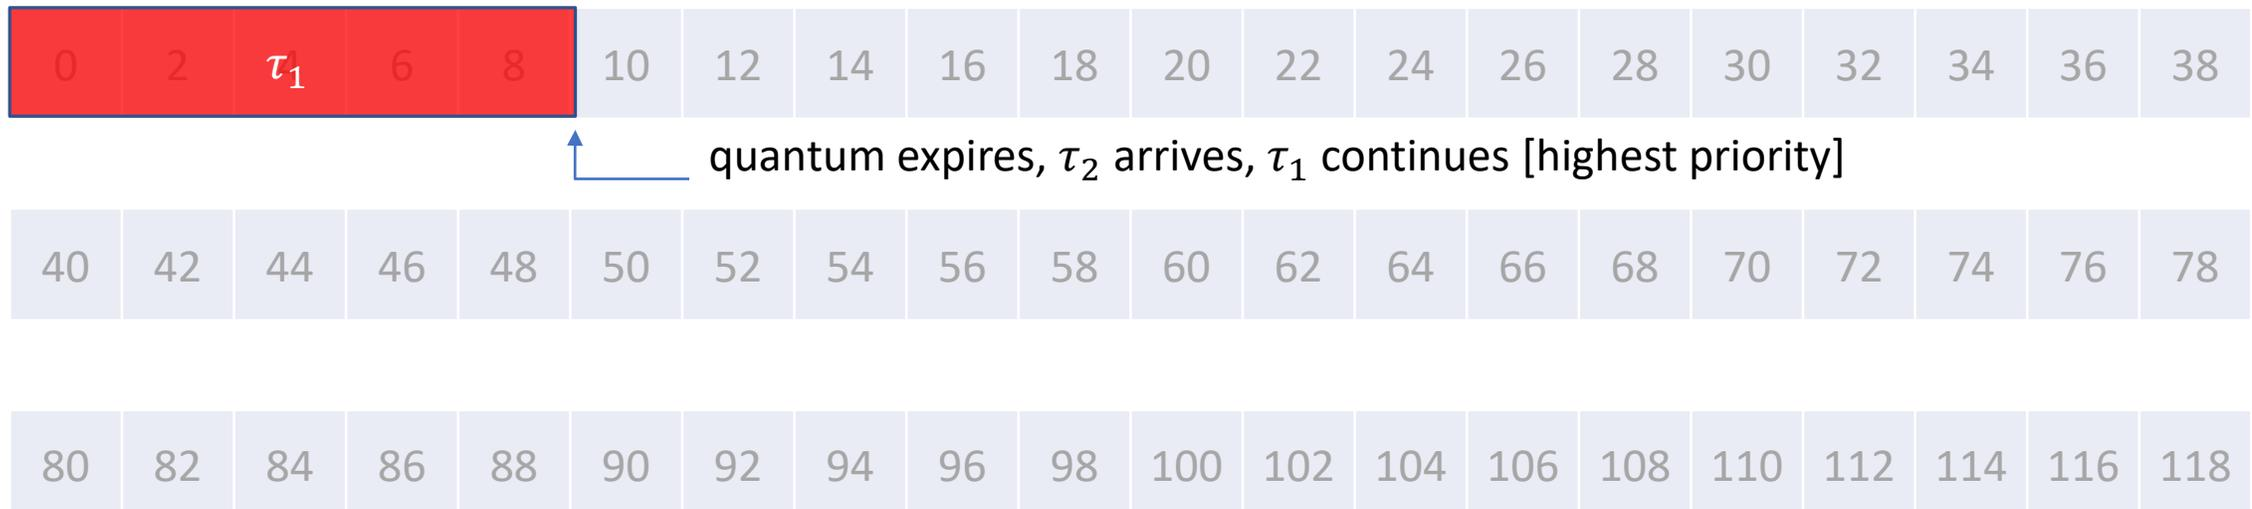 0 2 τ₁ 6 8 10 12 14 16 18 20 22 24 26 28 30 32 34 36 38
quantum expires, τ₂ arrives, τ₁ continues [highest priority]
40 42 44 46 48 50 52 54 56 58 60 62 64 66 68 70 72 74 76 78
80 82 84 86 88 90 92 94 96 98 100 102 104 106 108 110 112 114 116 118